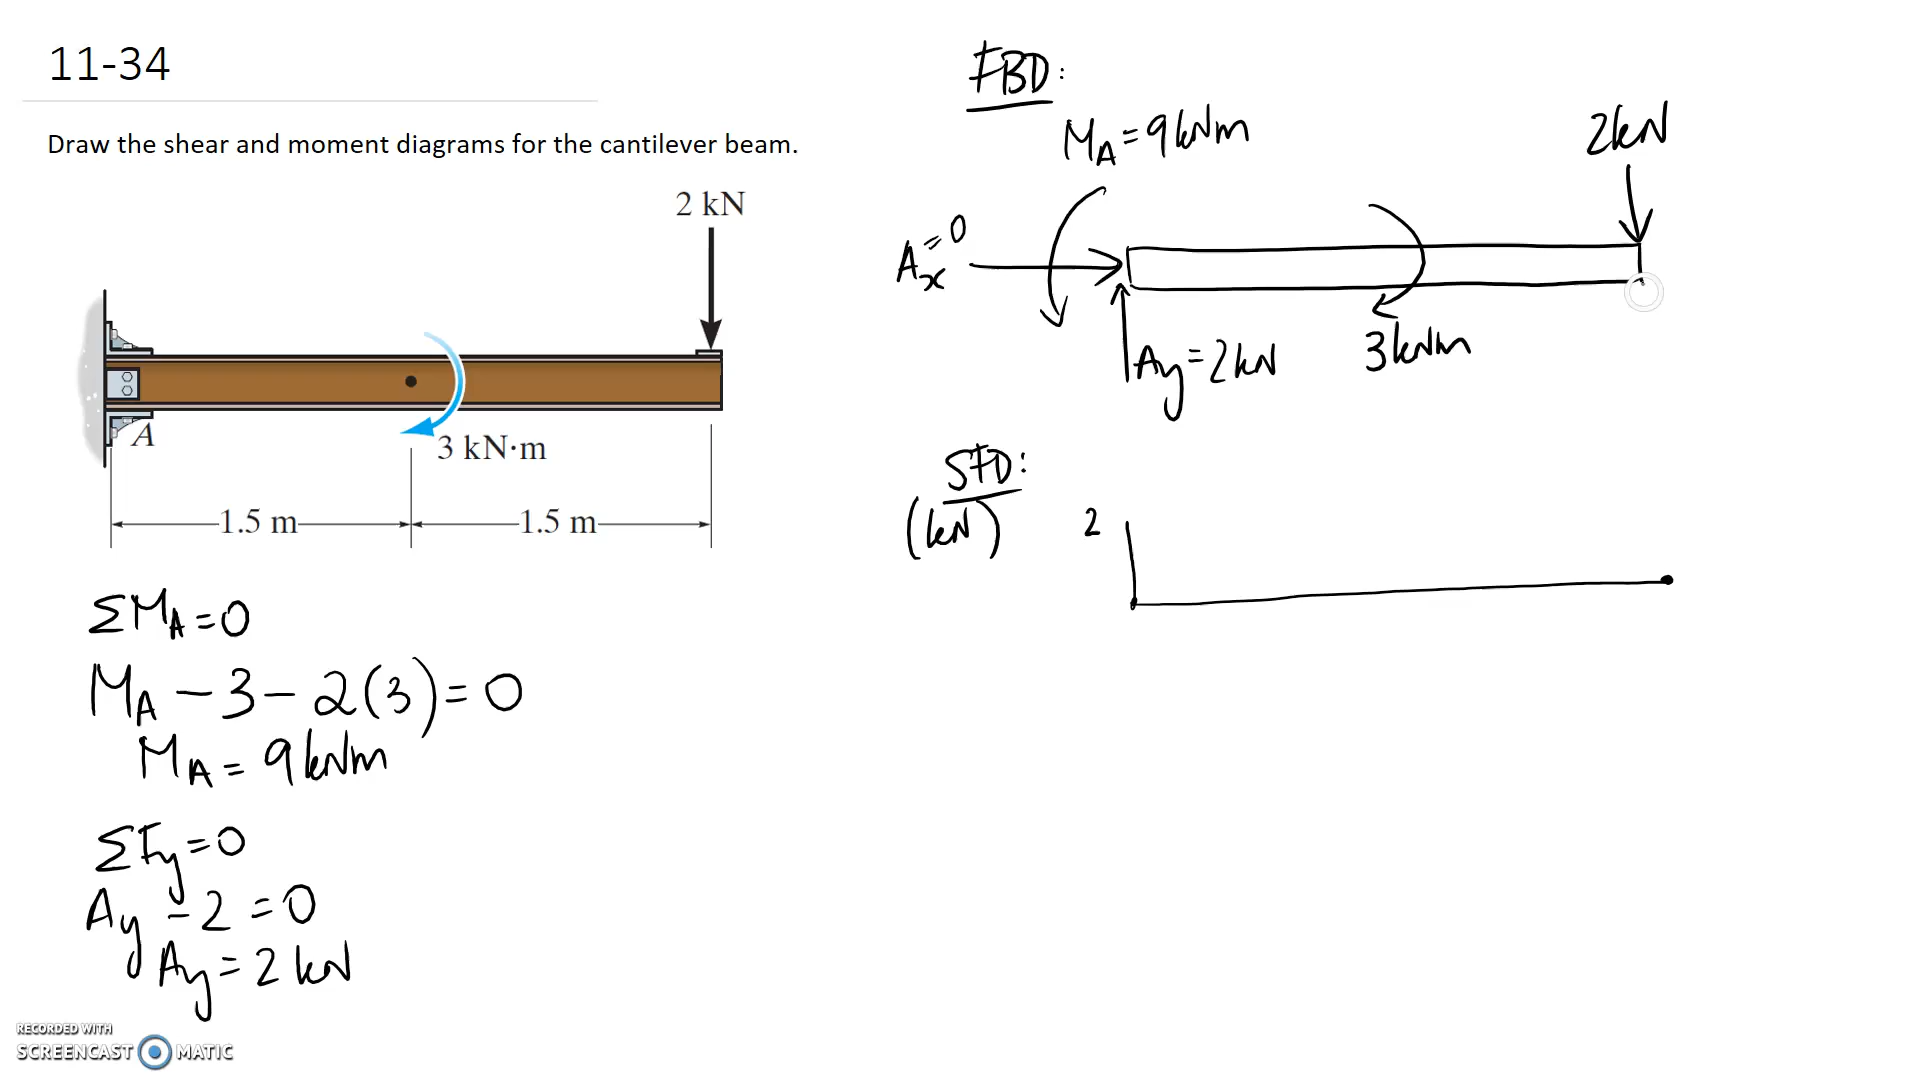 11-34
Draw the shear and moment diagrams for the cantilever beam.
2 kN
A
3 kN·m
1.5 m
1.5 m
ΣMA=0
MA-3-2(3)=0
MA=9kNm
ΣFy=0
Ay-2=0
Ay=2kN
FBD:
MA=9kNm
2kN
Ax=0
Ay=2kN
3kNm
SFD:
(kN)
2
RECORDED WITH
SCREENCAST MATIC